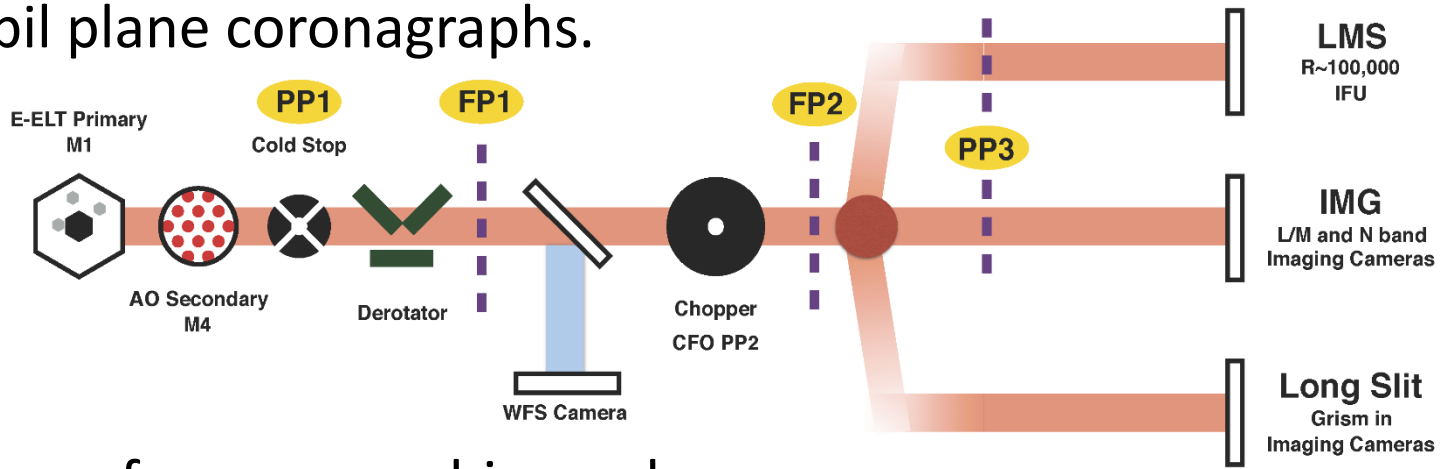 pil plane coronagraphs.
E-ELT Primary
M1
AO Secondary
M4
PP1
Cold Stop
Derotator
FP1
WFS Camera
Chopper
CFO PP2
FP2
PP3
LMS
R~100,000
IFU
IMG
L/M and N band
Imaging Cameras
Long Slit
Grism in
Imaging Cameras